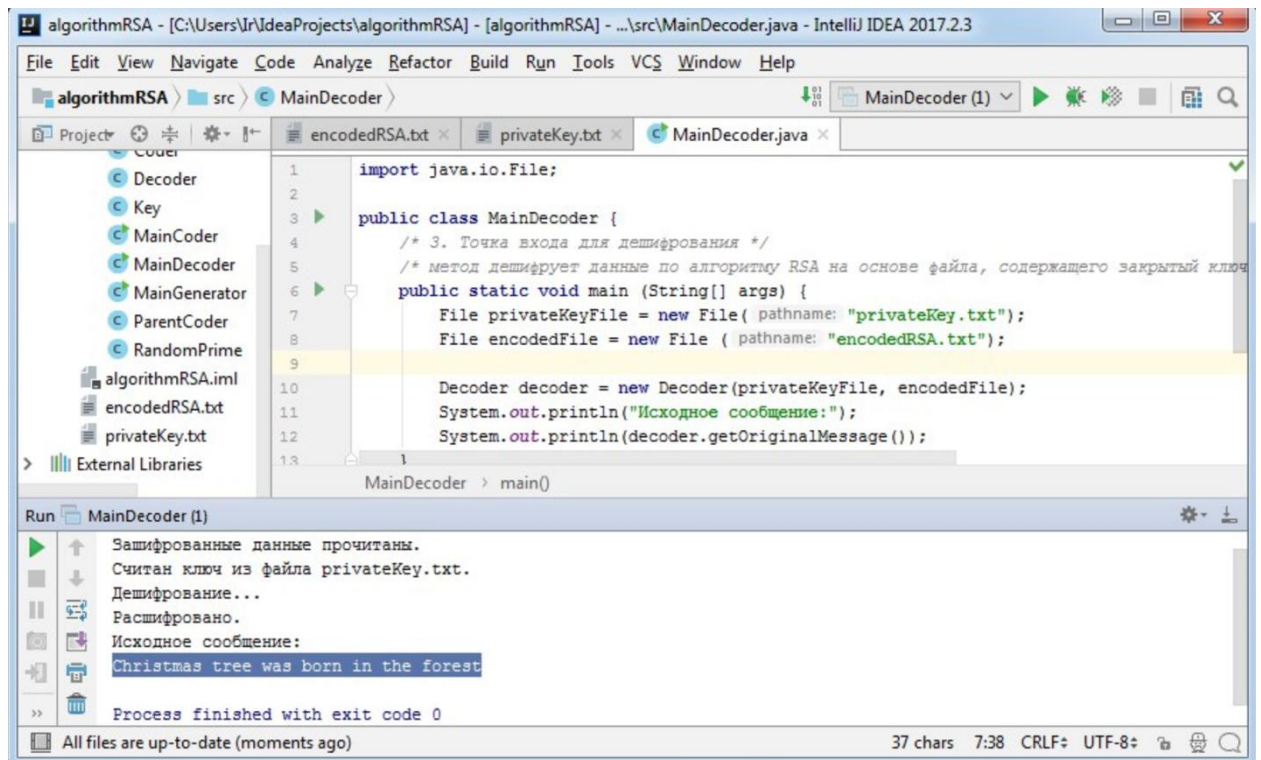 algorithmRSA - [C:\Users\Ir\IdeaProjects\algorithmRSA] - [algorithmRSA] - ...\src\MainDecoder.java - IntelliJ IDEA 2017.2.3
File Edit View Navigate Code Analyze Refactor Build Run Tools VCS Window Help
algorithmRSA src MainDecoder MainDecoder (1)
Project encodedRSA.txt privateKey.txt MainDecoder.java
Coder
Decoder
Key
MainCoder
MainDecoder
MainGenerator
ParentCoder
RandomPrime
algorithmRSA.iml
encodedRSA.txt
privateKey.txt
External Libraries
1 import java.io.File;
2
3 public class MainDecoder {
4 /* 3. Точка входа для дешифрования */
5 /* метод дешифрует данные по алгоритму RSA на основе файла, содержащего закрытый ключ
6 public static void main (String[] args) {
7 File privateKeyFile = new File( pathname: "privateKey.txt");
8 File encodedFile = new File ( pathname: "encodedRSA.txt");
9
10 Decoder decoder = new Decoder(privateKeyFile, encodedFile);
11 System.out.println("Исходное сообщение:");
12 System.out.println(decoder.getOriginalMessage());
13 }
MainDecoder > main()
Run MainDecoder (1)
Зашифрованные данные прочитаны.
Считан ключ из файла privateKey.txt.
Дешифрование...
Расшифровано.
Исходное сообщение:
Christmas tree was born in the forest
Process finished with exit code 0
All files are up-to-date (moments ago) 37 chars 7:38 CRLF UTF-8